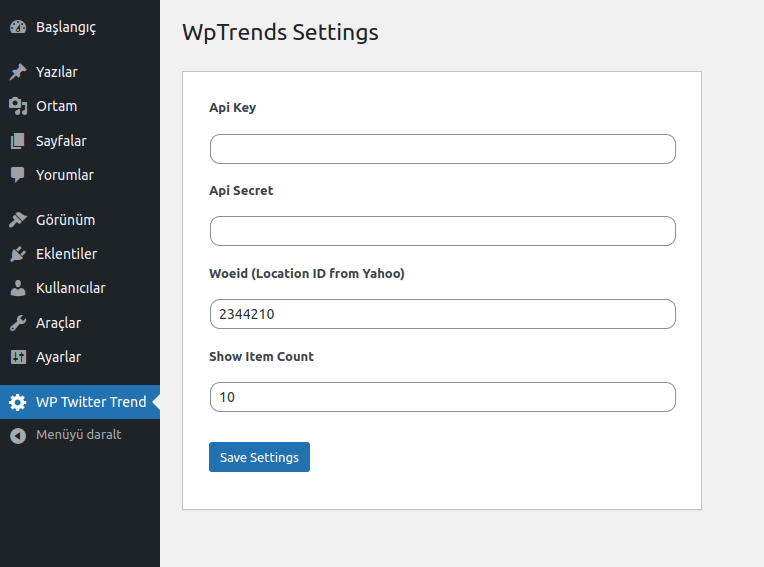 Başlangıç
Yazılar
Ortam
Sayfalar
Yorumlar
Görünüm
Eklentiler
Kullanıcılar
Araçlar
Ayarlar
WP Twitter Trend
Menüyü daralt
WpTrends Settings
Api Key
Api Secret
Woeid (Location ID from Yahoo)
2344210
Show Item Count
10
Save Settings